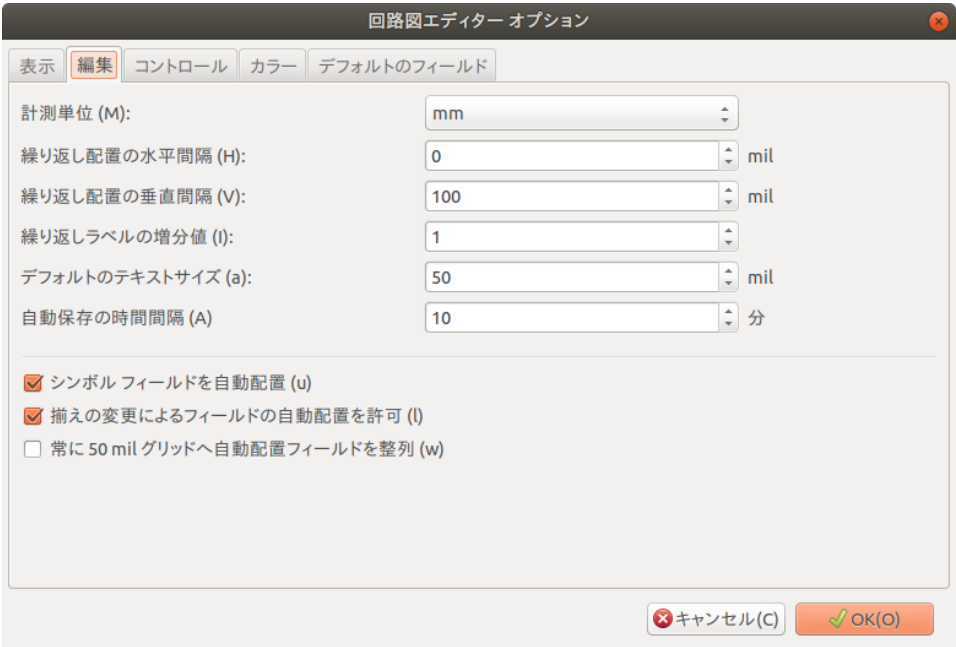 回路図エディター オプション
表示 編集 コントロール カラー デフォルトのフィールド
計測単位 (M): mm
繰り返し配置の水平間隔 (H): 0 mil
繰り返し配置の垂直間隔 (V): 100 mil
繰り返しラベルの増分値 (I): 1
デフォルトのテキストサイズ (a): 50 mil
自動保存の時間間隔 (A) 10 分
シンボル フィールドを自動配置 (u)
揃えの変更によるフィールドの自動配置を許可 (l)
常に 50 mil グリッドへ自動配置フィールドを整列 (w)
キャンセル(C) OK(O)